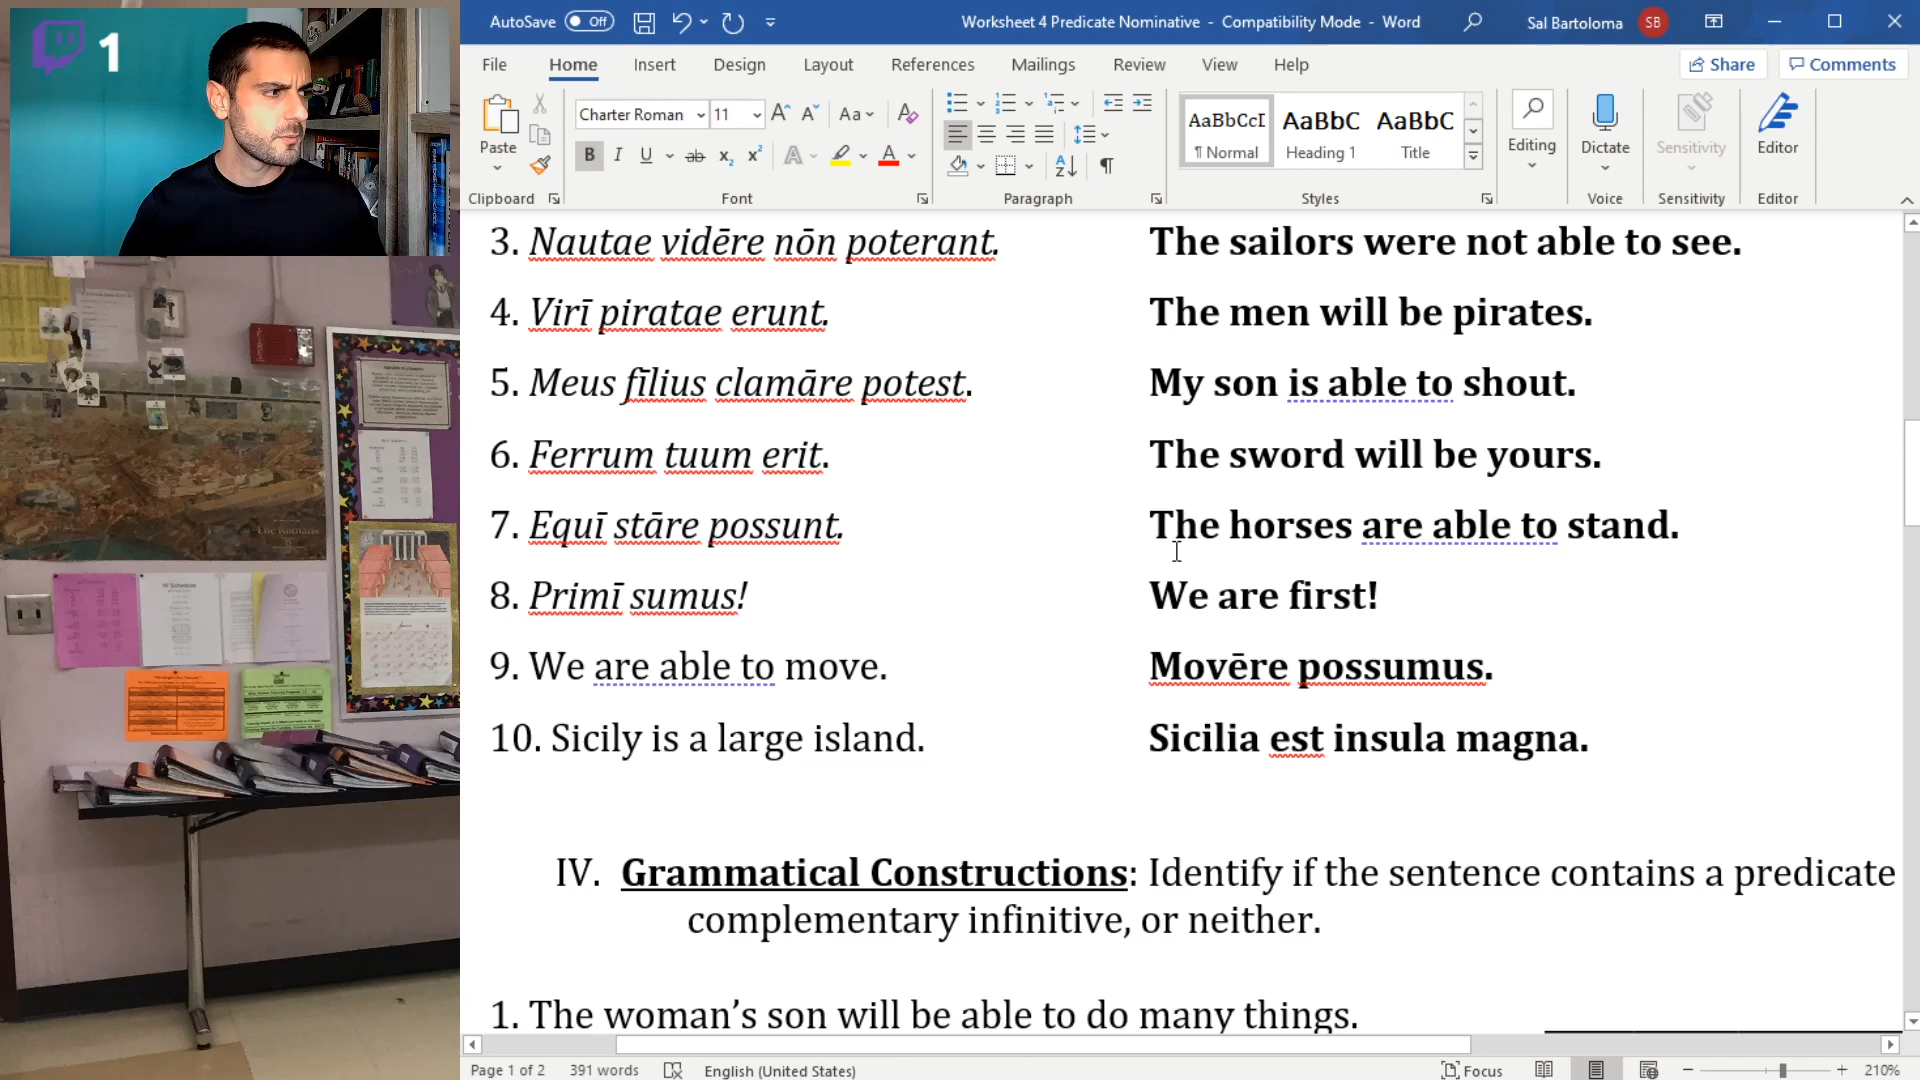 1
AutoSave Off
Worksheet 4 Predicate Nominative - Compatibility Mode - Word
Sal Bartoloma SB
File Home Insert Design Layout References Mailings Review View Help
Share Comments
Paste
Clipboard
Charter Roman 11
Aa
B I U ab x₂ x² A A
Font
Paragraph
AaBbCcI AaBbC AaBbC
¶ Normal Heading 1 Title
Styles
Editing
Dictate
Voice
Sensitivity
Sensitivity
Editor
Editor
3. Nautae vidēre nōn poterant. The sailors were not able to see.
4. Virī piratae erunt. The men will be pirates.
5. Meus fīlius clamāre potest. My son is able to shout.
6. Ferrum tuum erit. The sword will be yours.
7. Equī stāre possunt. The horses are able to stand.
8. Primī sumus! We are first!
9. We are able to move. Movēre possumus.
10. Sicily is a large island. Sicilia est insula magna.
IV. Grammatical Constructions: Identify if the sentence contains a predicate
complementary infinitive, or neither.
1. The woman’s son will be able to do many things.
Page 1 of 2 391 words English (United States) Focus 210%
The Romans